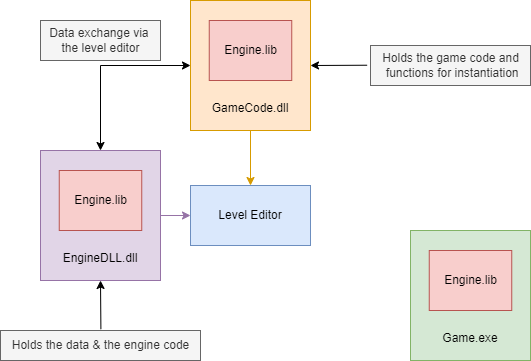 Data exchange via
the level editor
Engine.lib
GameCode.dll
Holds the game code and
functions for instantiation
Engine.lib
EngineDLL.dll
Level Editor
Engine.lib
Game.exe
Holds the data & the engine code